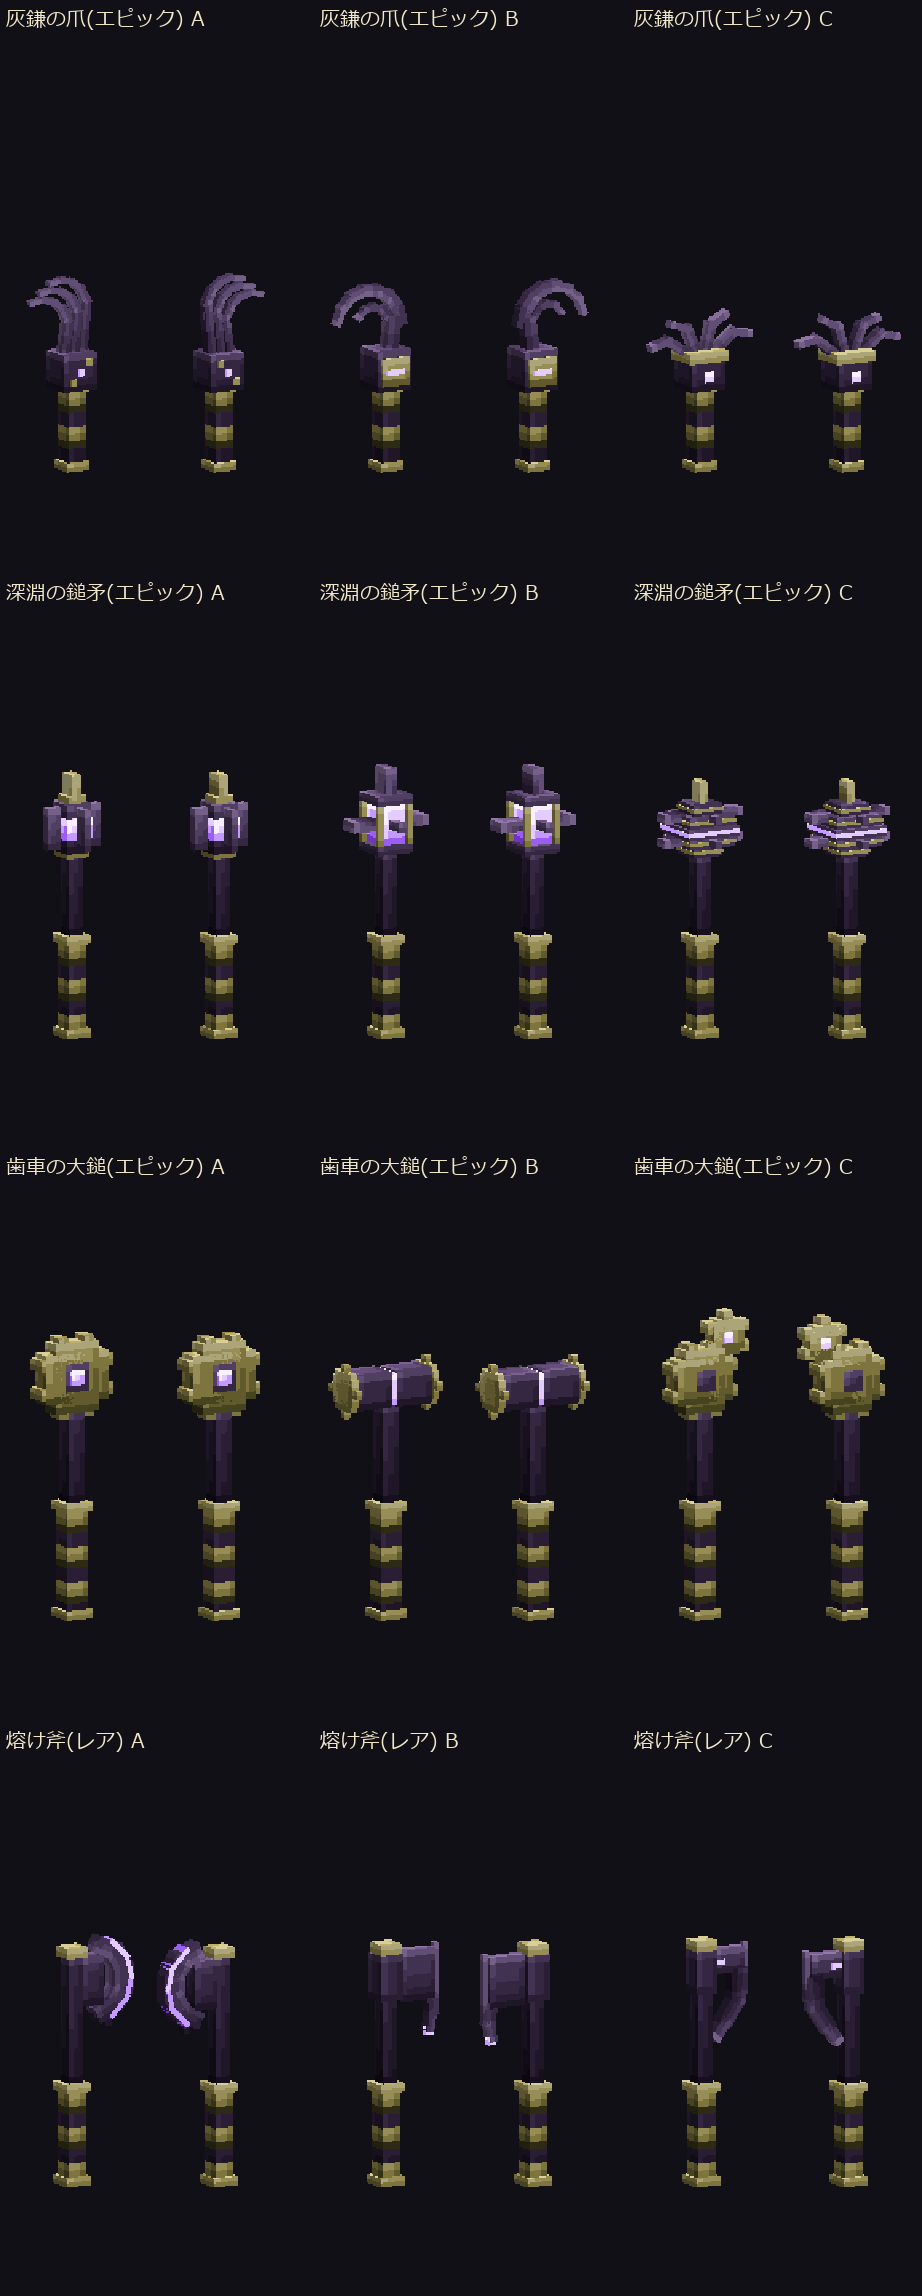 灰鎌の爪(エピック) A
灰鎌の爪(エピック) B
灰鎌の爪(エピック) C
深淵の鎚矛(エピック) A
深淵の鎚矛(エピック) B
深淵の鎚矛(エピック) C
歯車の大鎚(エピック) A
歯車の大鎚(エピック) B
歯車の大鎚(エピック) C
熔け斧(レア) A
熔け斧(レア) B
熔け斧(レア) C